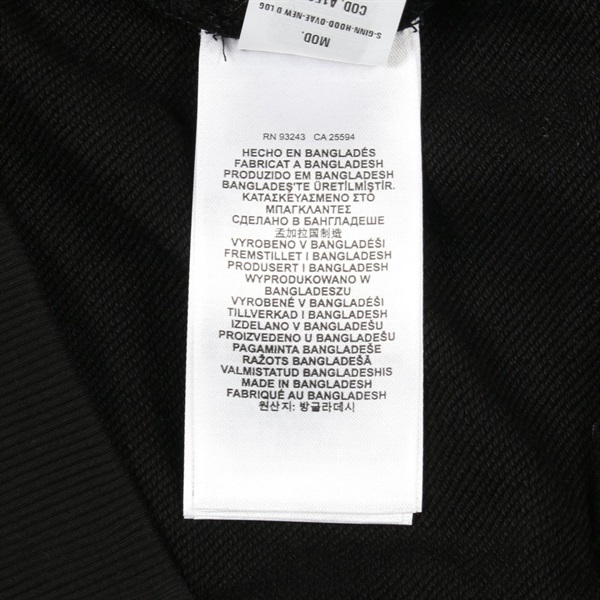 MOD.
S-GINN-HOOD-DVAE-NEW D LOG
RN 93243 CA 25594
HECHO EN BANGLADÉS
FABRICAT A BANGLADESH
PRODUZIDO EM BANGLADESH
BANGLADEŞ'TE ÜRETİLMİŞTİR.
ΚΑΤΑΣΚΕΥΑΣΜΕΝΟ ΣΤΟ
ΜΠΑΓΚΛΑΝΤΕΣ
СДЕЛАНО В БАНГЛАДЕШЕ
孟加拉国制造
VYROBENO V BANGLADÉŠI
FREMSTILLET I BANGLADESH
PRODUSERT I BANGLADESH
WYPRODUKOWANO W
BANGLADESZU
VYROBENÉ V BANGLADÉŠI
TILLVERKAD I BANGLADESH
IZDELANO V BANGLADEŠU
PROIZVEDENO U BANGLADEŠU
PAGAMINTA BANGLADEŠE
RAŽOTS BANGLADEŠĀ
VALMISTATUD BANGLADESHIS
MADE IN BANGLADESH
FABRIQUÉ AU BANGLADESH
원산지: 방글라데시